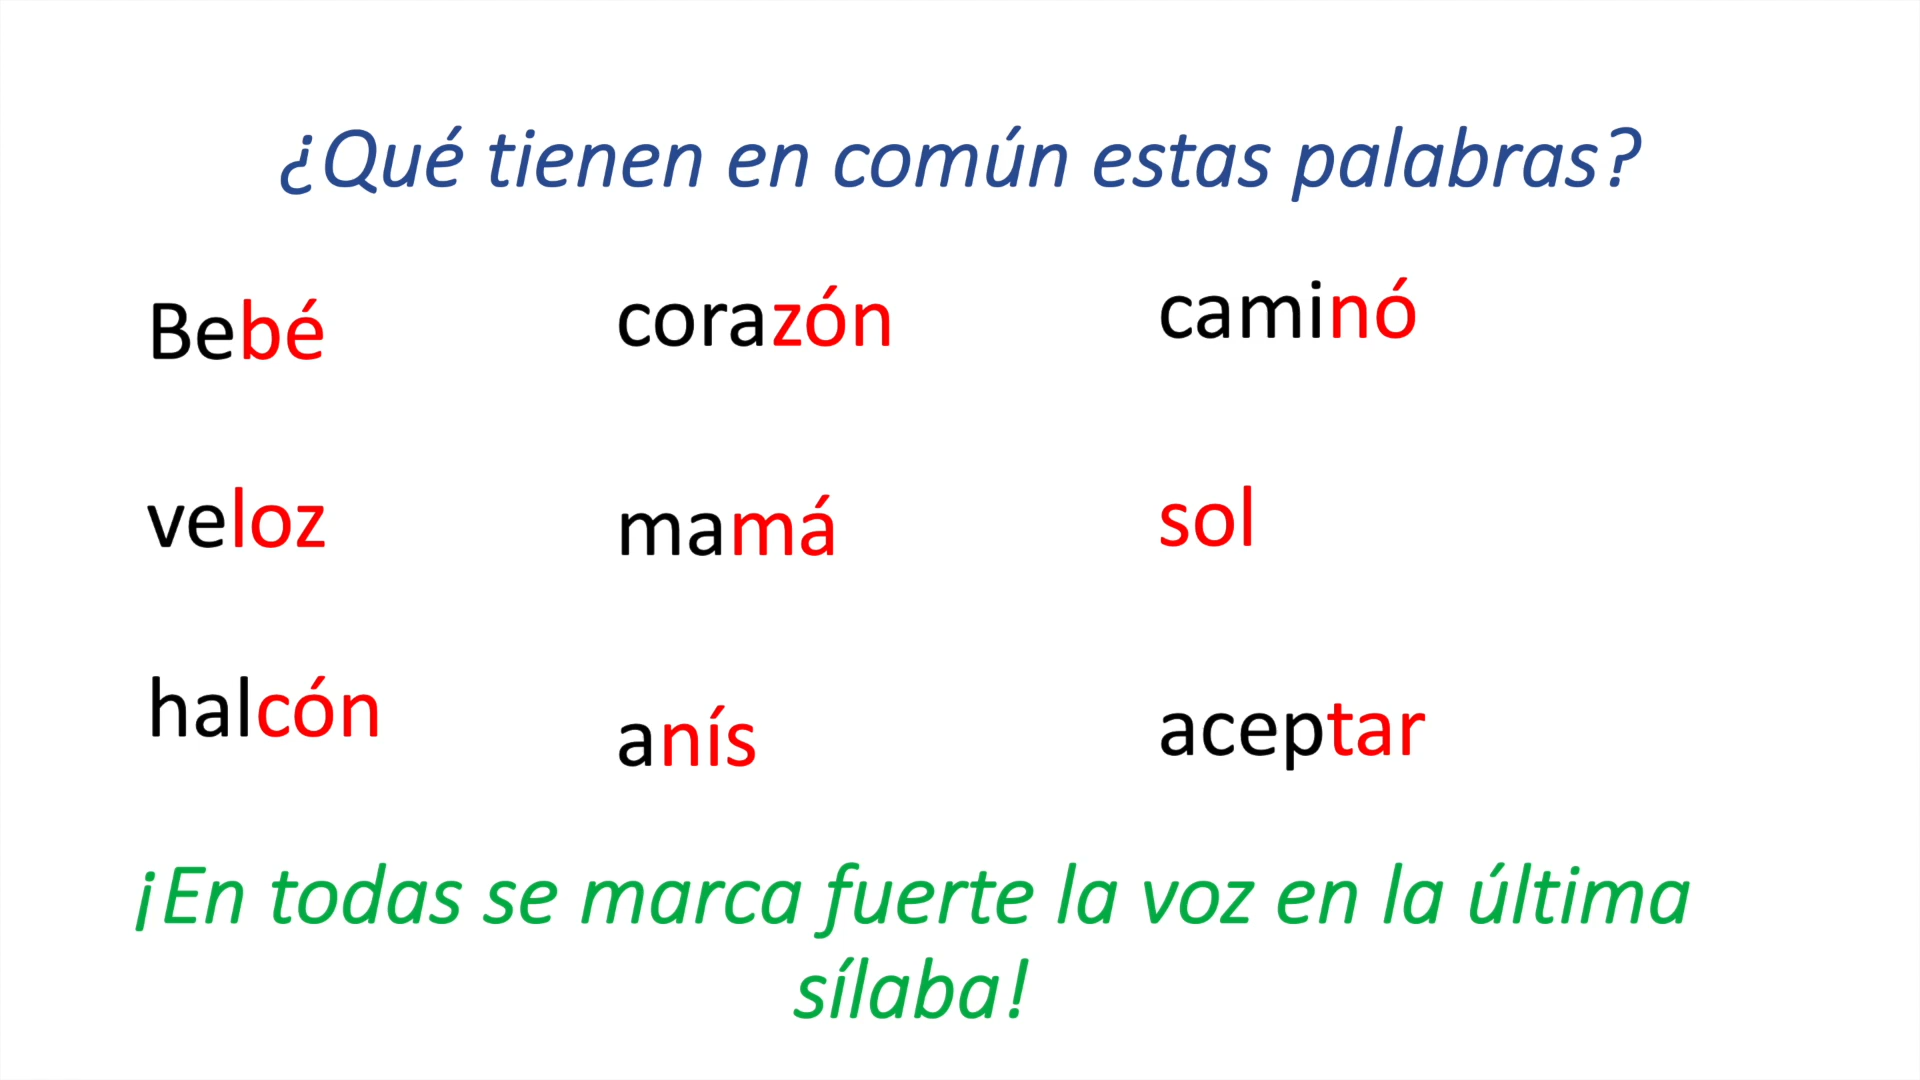 ¿Qué tienen en común estas palabras?
Bebé
corazón
caminó
veloz
mamá
sol
halcón
anís
aceptar
¡En todas se marca fuerte la voz en la última
sílaba!